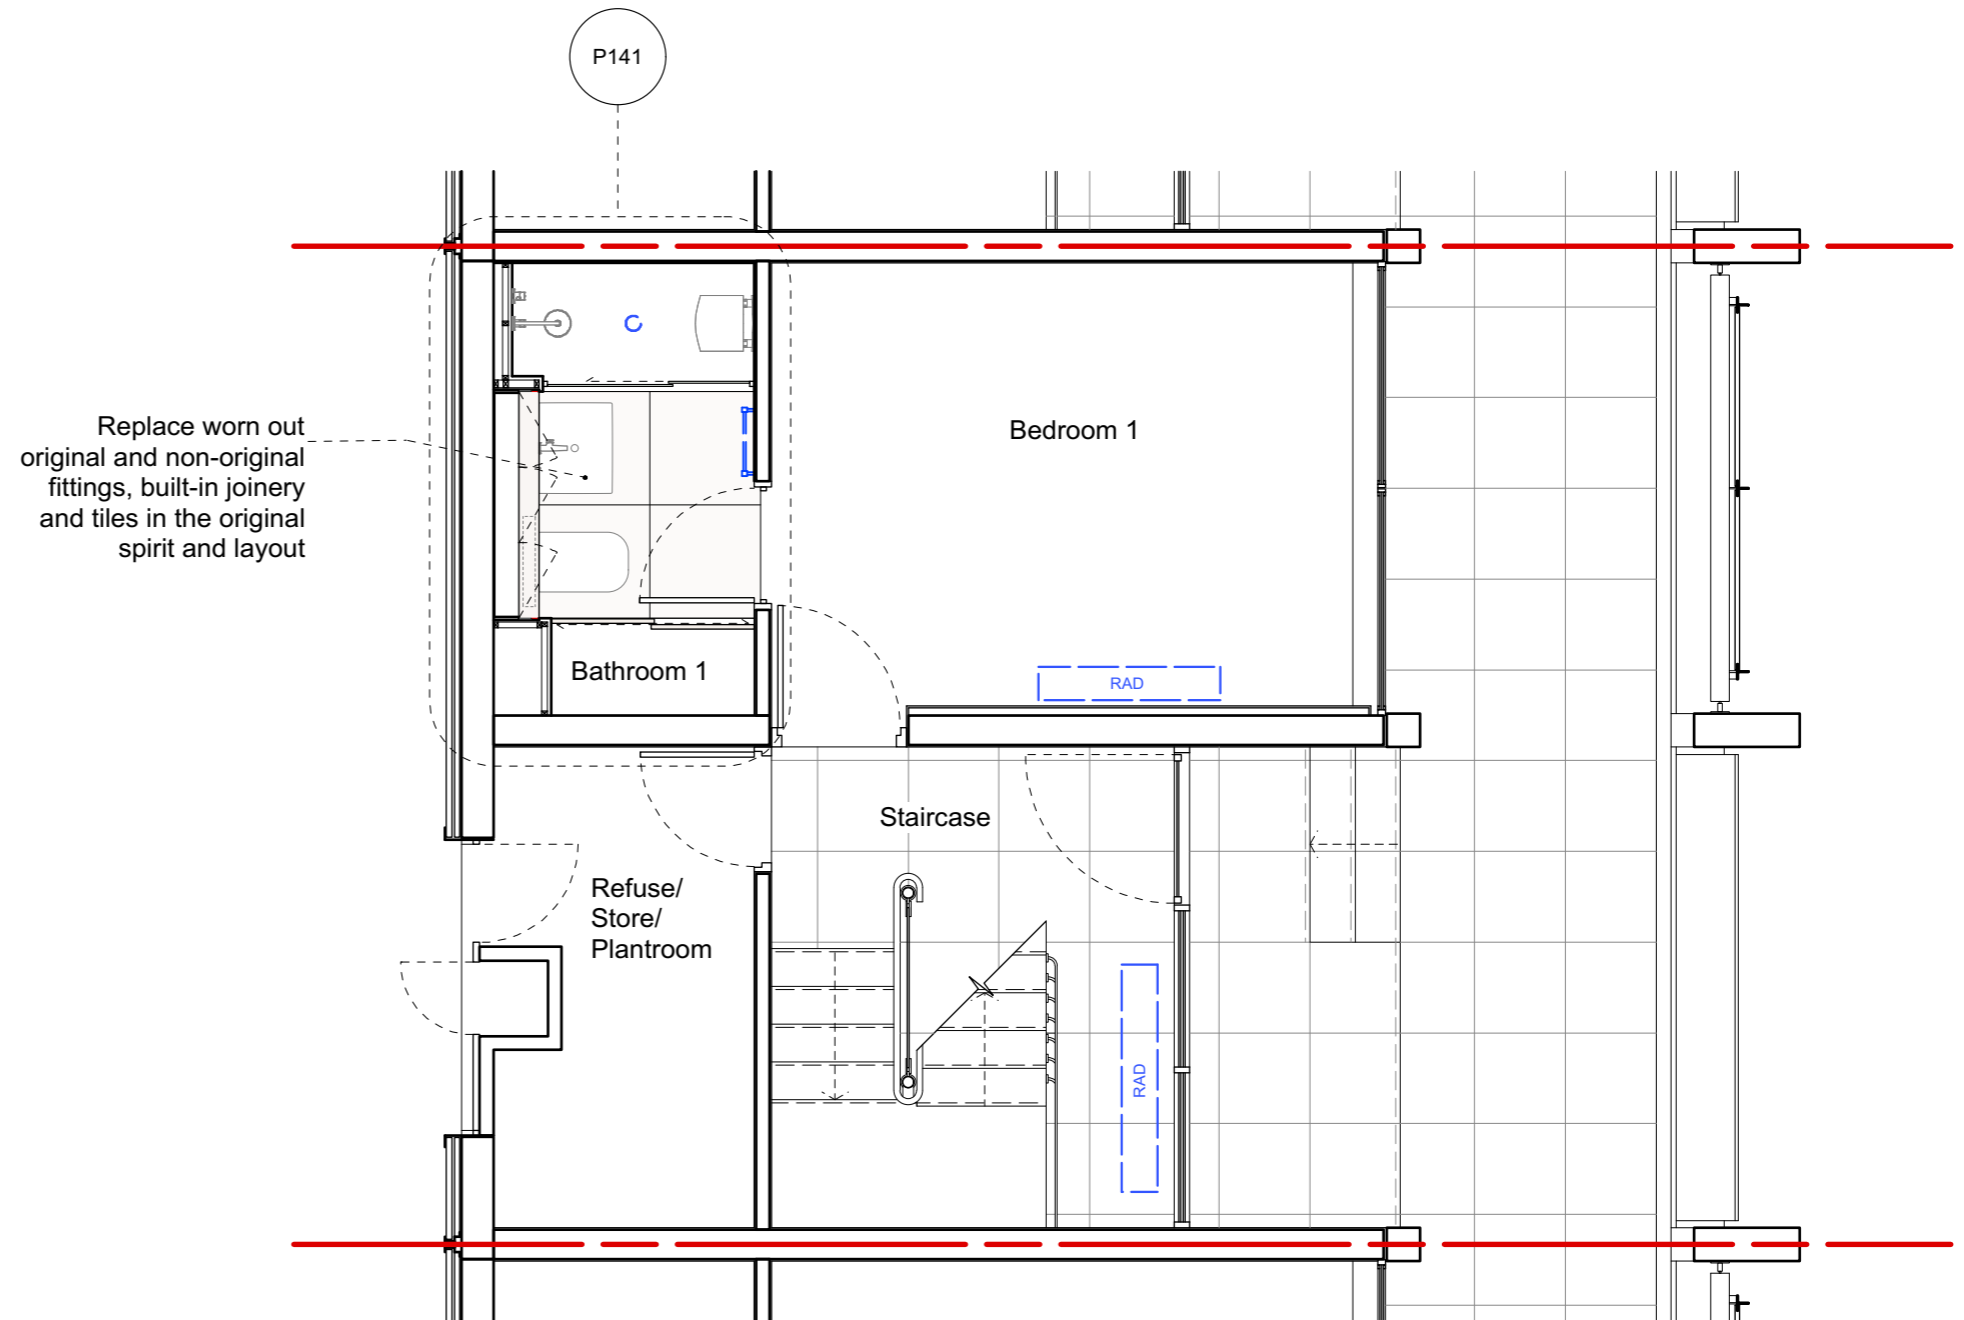 P141
Replace worn out
original and non-original
fittings, built-in joinery
and tiles in the original
spirit and layout
Bedroom 1
Bathroom 1
RAD
Staircase
Refuse/
Store/
Plantroom
RAD